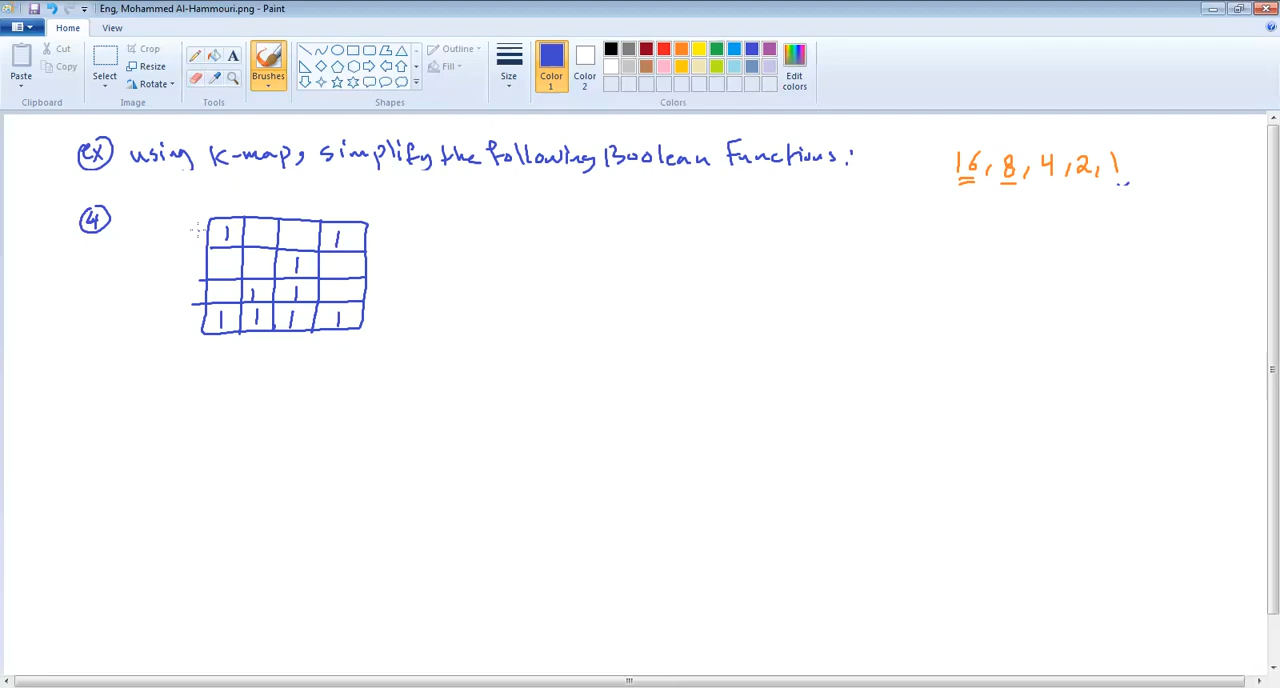 Eng, Mohammed Al-Hammouri.png - Paint
Home View
Paste Cut Copy Select Crop Resize Rotate Brushes Outline Fill Size Color 1 Color 2 Edit colors
Clipboard Image Tools Shapes Colors
ex using K-map, simplify the following Boolean Functions:
16, 8, 4, 2, 1
4
1 1
1
1 1
1 1 1 1